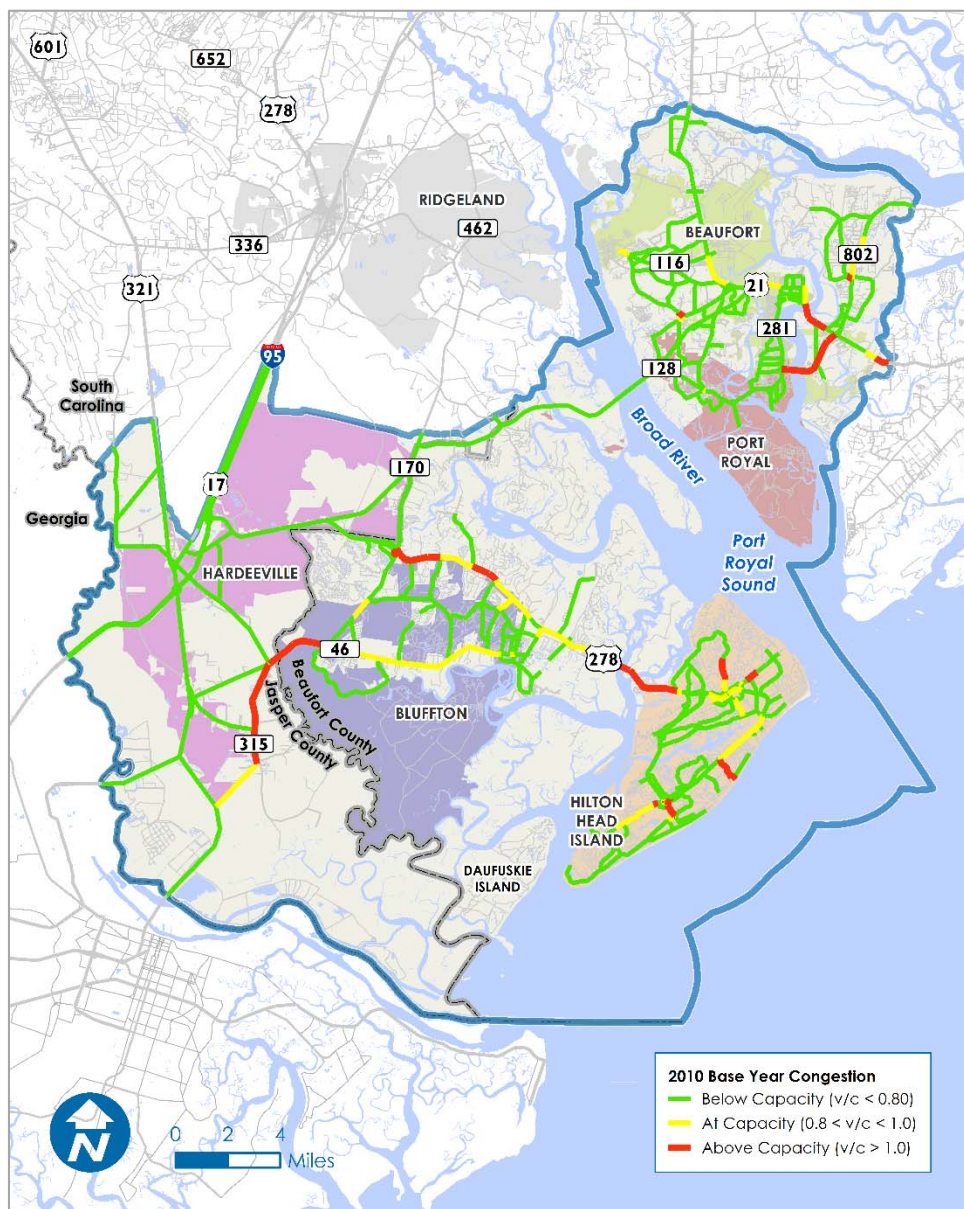 601
652
278
RIDGELAND
462
336
BEAUFORT
116
802
321
21
281
95
128
South
Carolina
Broad River
PORT
ROYAL
170
17
Georgia
Port
Royal
Sound
HARDEEVILLE
46
278
Beaufort County
Jasper County
BLUFFTON
315
HILTON
HEAD
ISLAND
DAUFUSKIE
ISLAND
2010 Base Year Congestion
Below Capacity (v/c < 0.80)
At Capacity (0.8 < v/c < 1.0)
Above Capacity (v/c > 1.0)
N
0 2 4
Miles